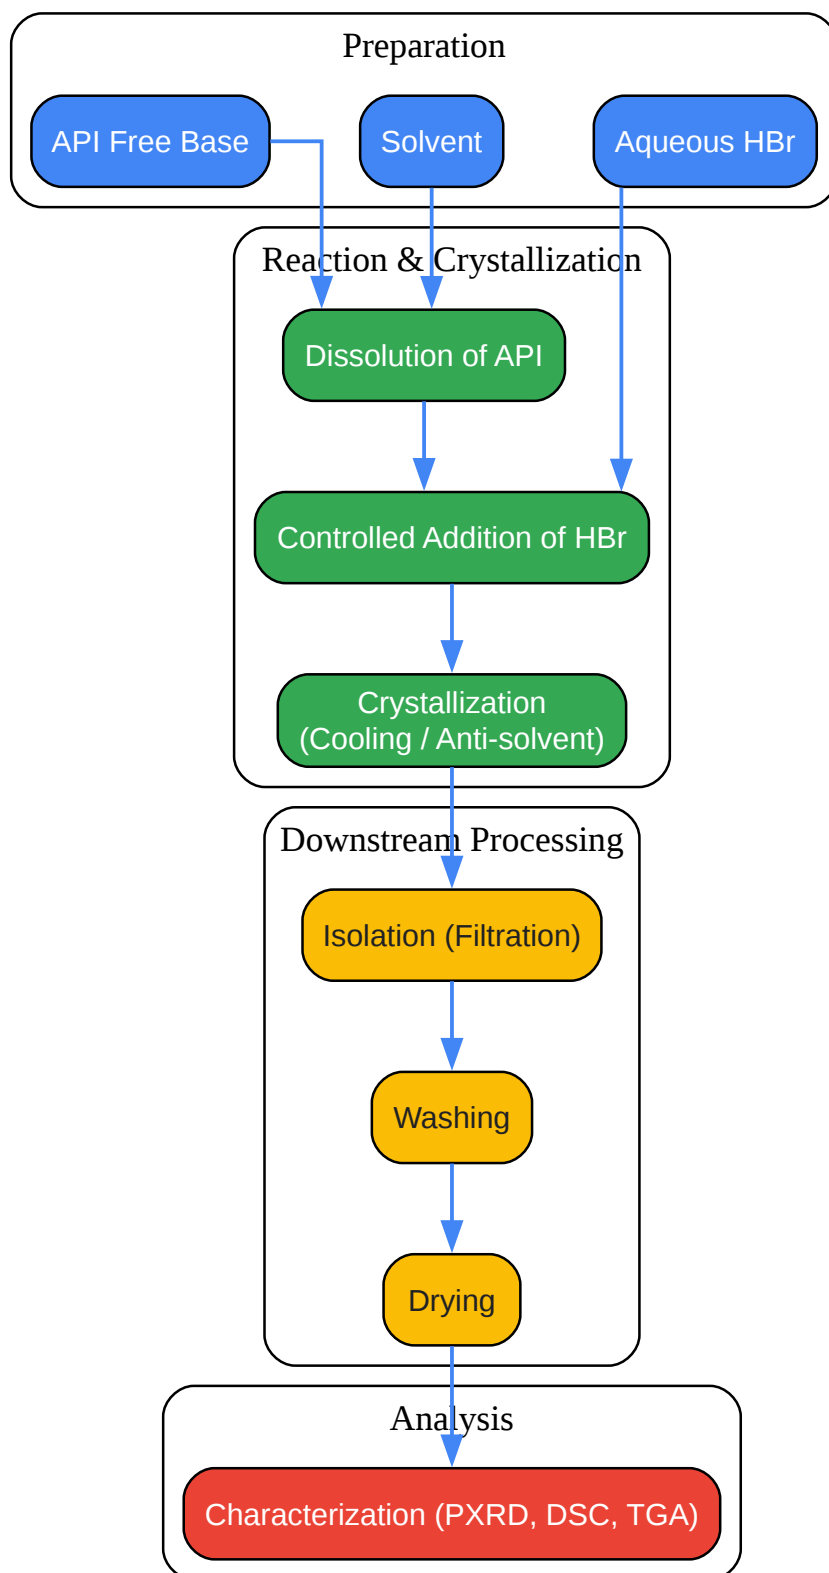 Preparation
API Free Base
Solvent
Aqueous HBr
Reaction & Crystallization
Dissolution of API
Controlled Addition of HBr
Crystallization
(Cooling / Anti-solvent)
Downstream Processing
Isolation (Filtration)
Washing
Drying
Analysis
Characterization (PXRD, DSC, TGA)